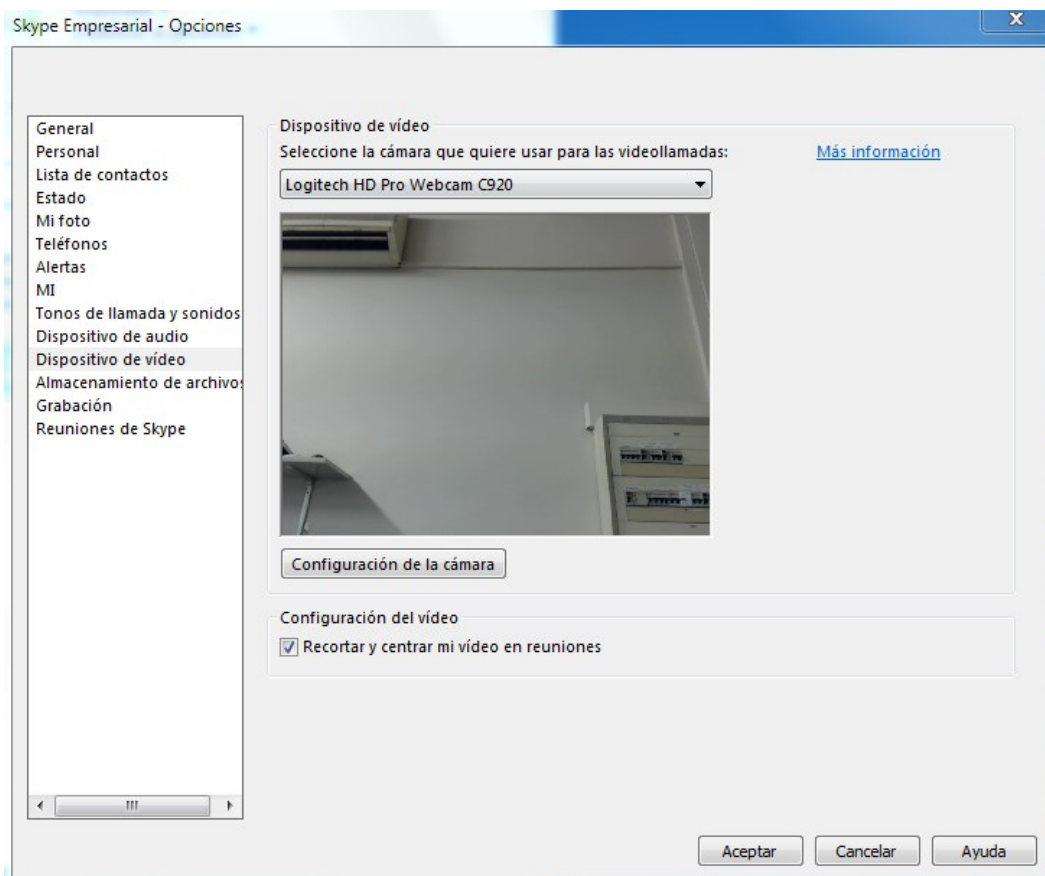 Skype Empresarial - Opciones
General
Personal
Lista de contactos
Estado
Mi foto
Teléfonos
Alertas
MI
Tonos de llamada y sonidos
Dispositivo de audio
Dispositivo de vídeo
Almacenamiento de archivos
Grabación
Reuniones de Skype
Dispositivo de vídeo
Seleccione la cámara que quiere usar para las videollamadas: Más información
Logitech HD Pro Webcam C920
Configuración de la cámara
Configuración del vídeo
Recortar y centrar mi vídeo en reuniones
Aceptar Cancelar Ayuda